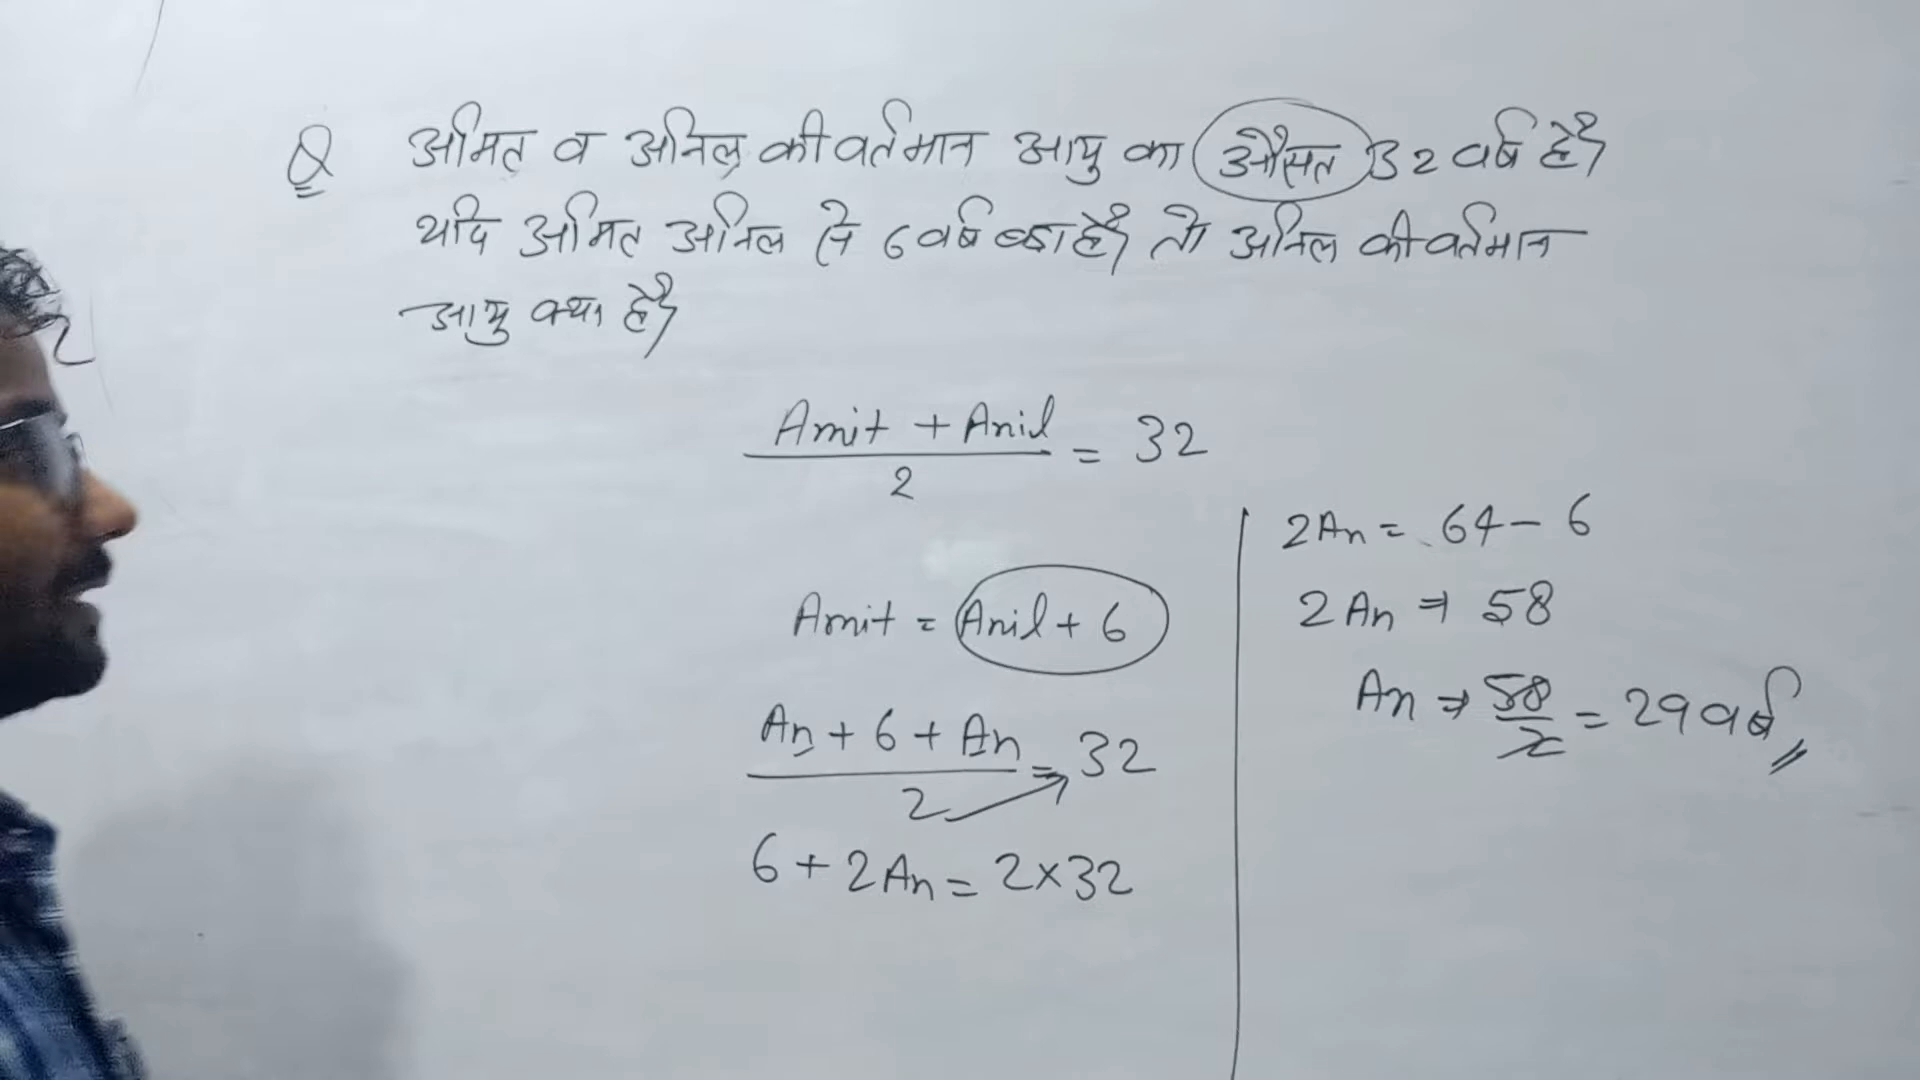 Q अमित व अनिल की वर्तमान आयु का औसत 32 वर्ष है।
यदि अमित अनिल से 6 वर्ष बडा है। तो अनिल की वर्तमान
आयु क्या है।
Amit + Anil / 2 = 32
Amit = Anil + 6
An + 6 + An / 2 = 32
6 + 2An = 2×32
2An = 64 - 6
2An ⇒ 58
An ⇒ 58/2 = 29 वर्ष